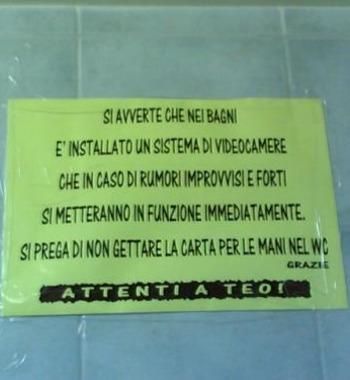 SI AVVERTE CHE NEI BAGNI
E' INSTALLATO UN SISTEMA DI VIDEOCAMERE
CHE IN CASO DI RUMORI IMPROVVISI E FORTI
SI METTERANNO IN FUNZIONE IMMEDIATAMENTE.
SI PREGA DI NON GETTARE LA CARTA PER LE MANI NEL WC
GRAZIE
ATTENTI A TEO!